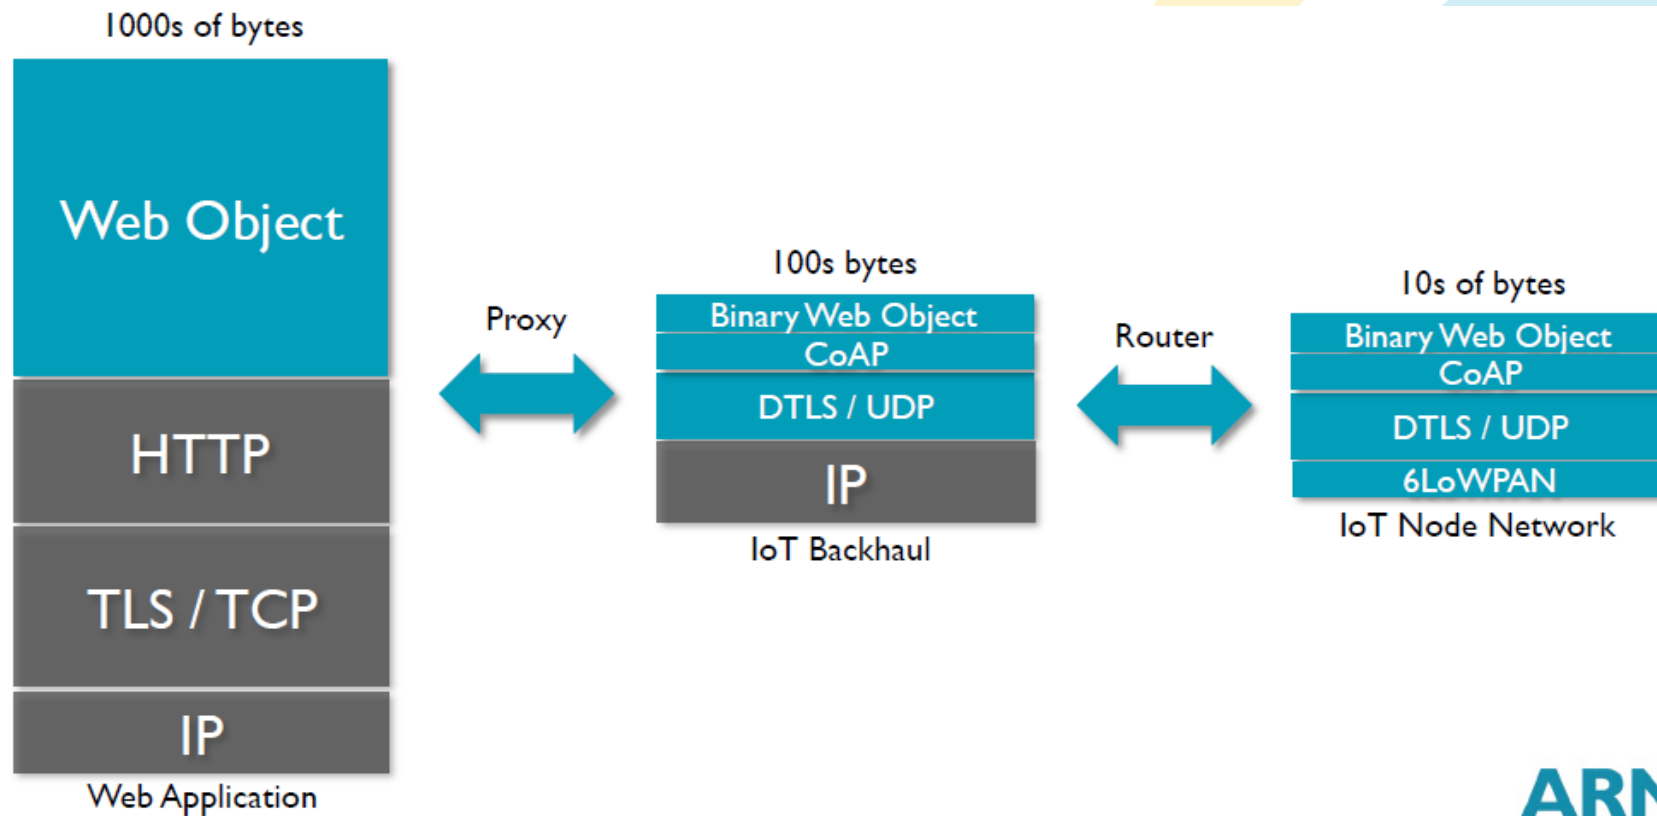 1000s of bytes
Web Object
HTTP
TLS / TCP
IP
Web Application
Proxy
100s bytes
Binary Web Object
CoAP
DTLS / UDP
IP
IoT Backhaul
Router
10s of bytes
Binary Web Object
CoAP
DTLS / UDP
6LoWPAN
IoT Node Network
ARM